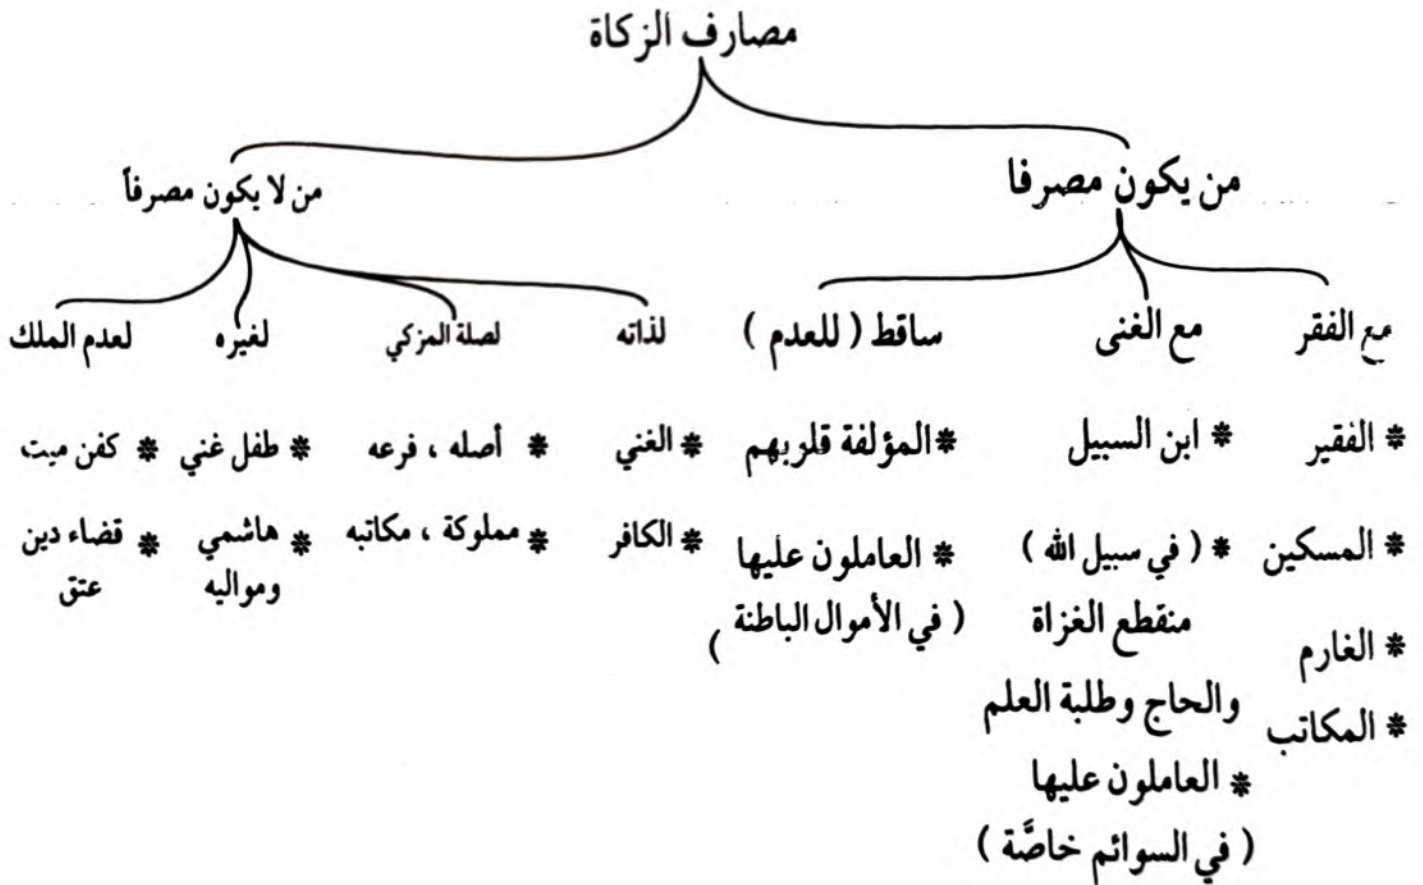 مصارف الزكاة
من يكون مصرفا
من لا يكون مصرفاً
مع الفقر
مع الغنى
ساقط ( للعدم )
لذاته
لصلة المزكي
لغيره
لعدم الملك
* الفقير
* المسكين
* الغارم
* المكاتب
* ابن السبيل
* ( في سبيل الله )
منقطع الغزاة
والحاج وطلبة العلم
* العاملون عليها
( في السوائم خاصَّة )
* المؤلفة قلوبهم
* العاملون عليها
( في الأموال الباطنة )
* الغني
* الكافر
* أصله ، فرعه
* مملوكة ، مكاتبه
* طفل غني
* هاشمي
ومواليه
* كفن ميت
* قضاء دين
عتق